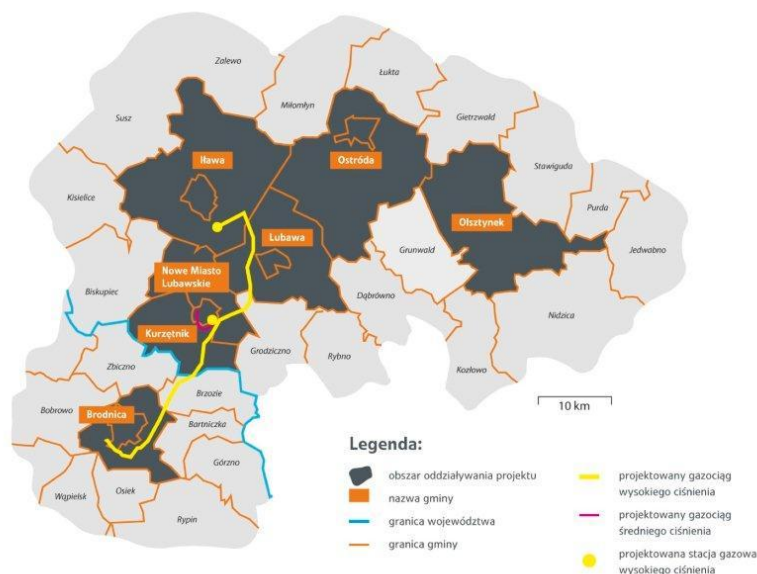 Zalewo
Łukta
Miłomłyn
Gietrzwałd
Susz
Stawiguda
Iława
Ostróda
Kisielice
Purda
Olsztynek
Lubawa
Jedwabno
Grunwald
Nowe Miasto
Lubawskie
Biskupiec
Dąbrówno
Nidzica
Kurzętnik
Grodziczno
Rybno
Zbiczno
Kozłowo
Brzozie
Bobrowo
Brodnica
Bartniczka
10 km
Górzno
Wąpielsk
Osiek
Rypin
Legenda:
obszar oddziaływania projektu
nazwa gminy
granica województwa
granica gminy
projektowany gazociąg
wysokiego ciśnienia
projektowany gazociąg
średniego ciśnienia
projektowana stacja gazowa
wysokiego ciśnienia